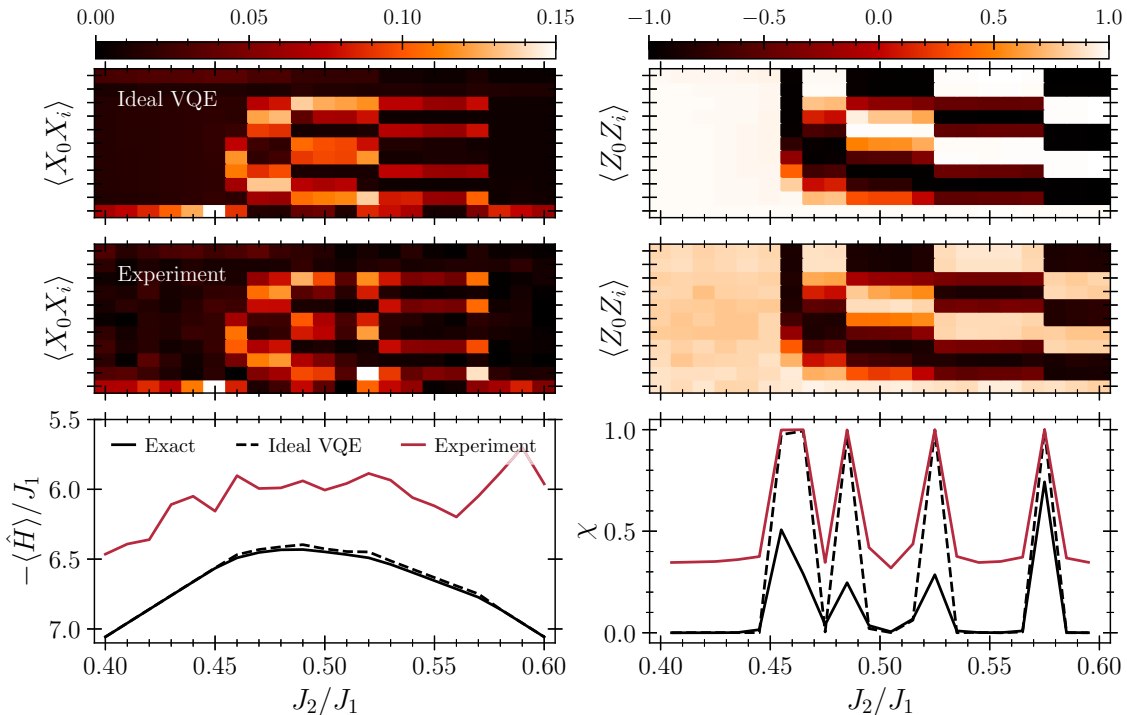 0.00 0.05 0.10 0.15
−1.0 −0.5 0.0 0.5 1.0
⟨X₀Xᵢ⟩
Ideal VQE
⟨Z₀Zᵢ⟩
⟨X₀Xᵢ⟩
Experiment
⟨Z₀Zᵢ⟩
−⟨Ĥ⟩/J₁
5.5
6.0
6.5
7.0
Exact Ideal VQE Experiment
0.40 0.45 0.50 0.55 0.60
J₂/J₁
χ
1.0
0.5
0.0
0.40 0.45 0.50 0.55 0.60
J₂/J₁